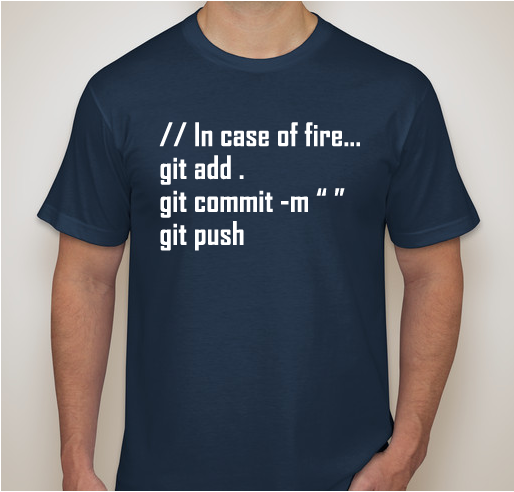 // In case of fire...
git add .
git commit -m “ ”
git push